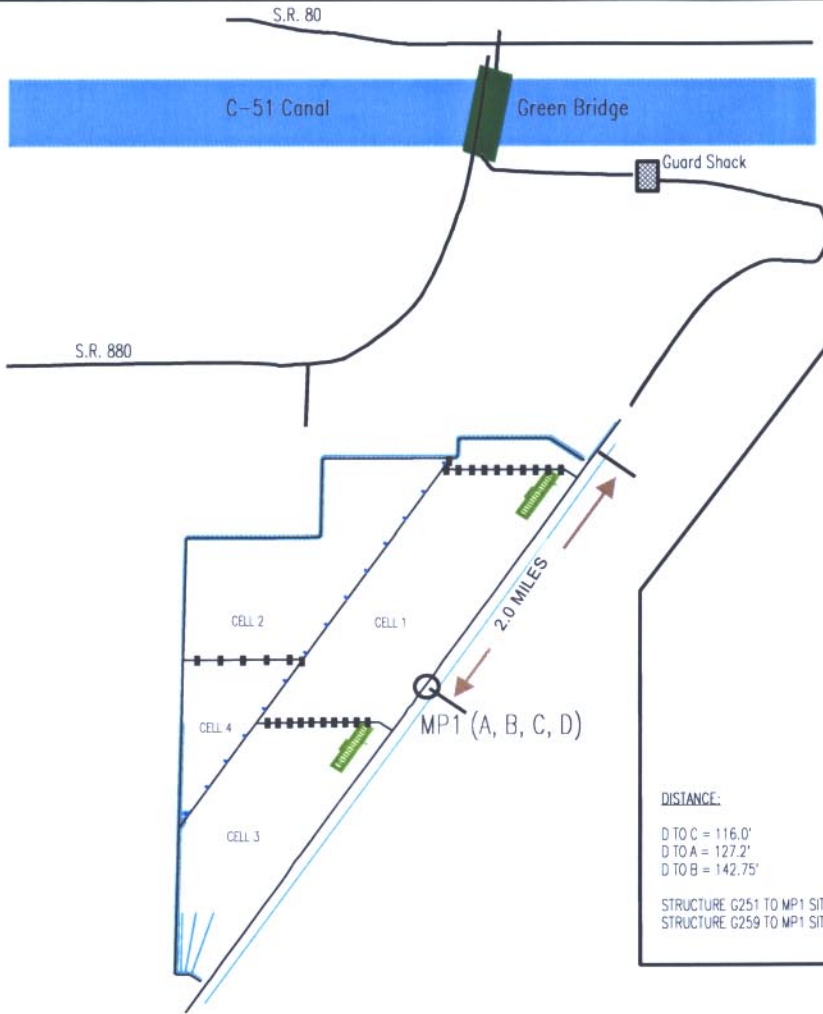 S.R. 80
C-51 Canal
Green Bridge
Guard Shack
S.R. 880
2.0 MILES
CELL 2
CELL 1
CELL 4
MP1 (A, B, C, D)
CELL 3
DISTANCE:
D TO C = 116.0'
D TO A = 127.2'
D TO B = 142.75'
STRUCTURE G251 TO MP1 SIT
STRUCTURE G259 TO MP1 SIT